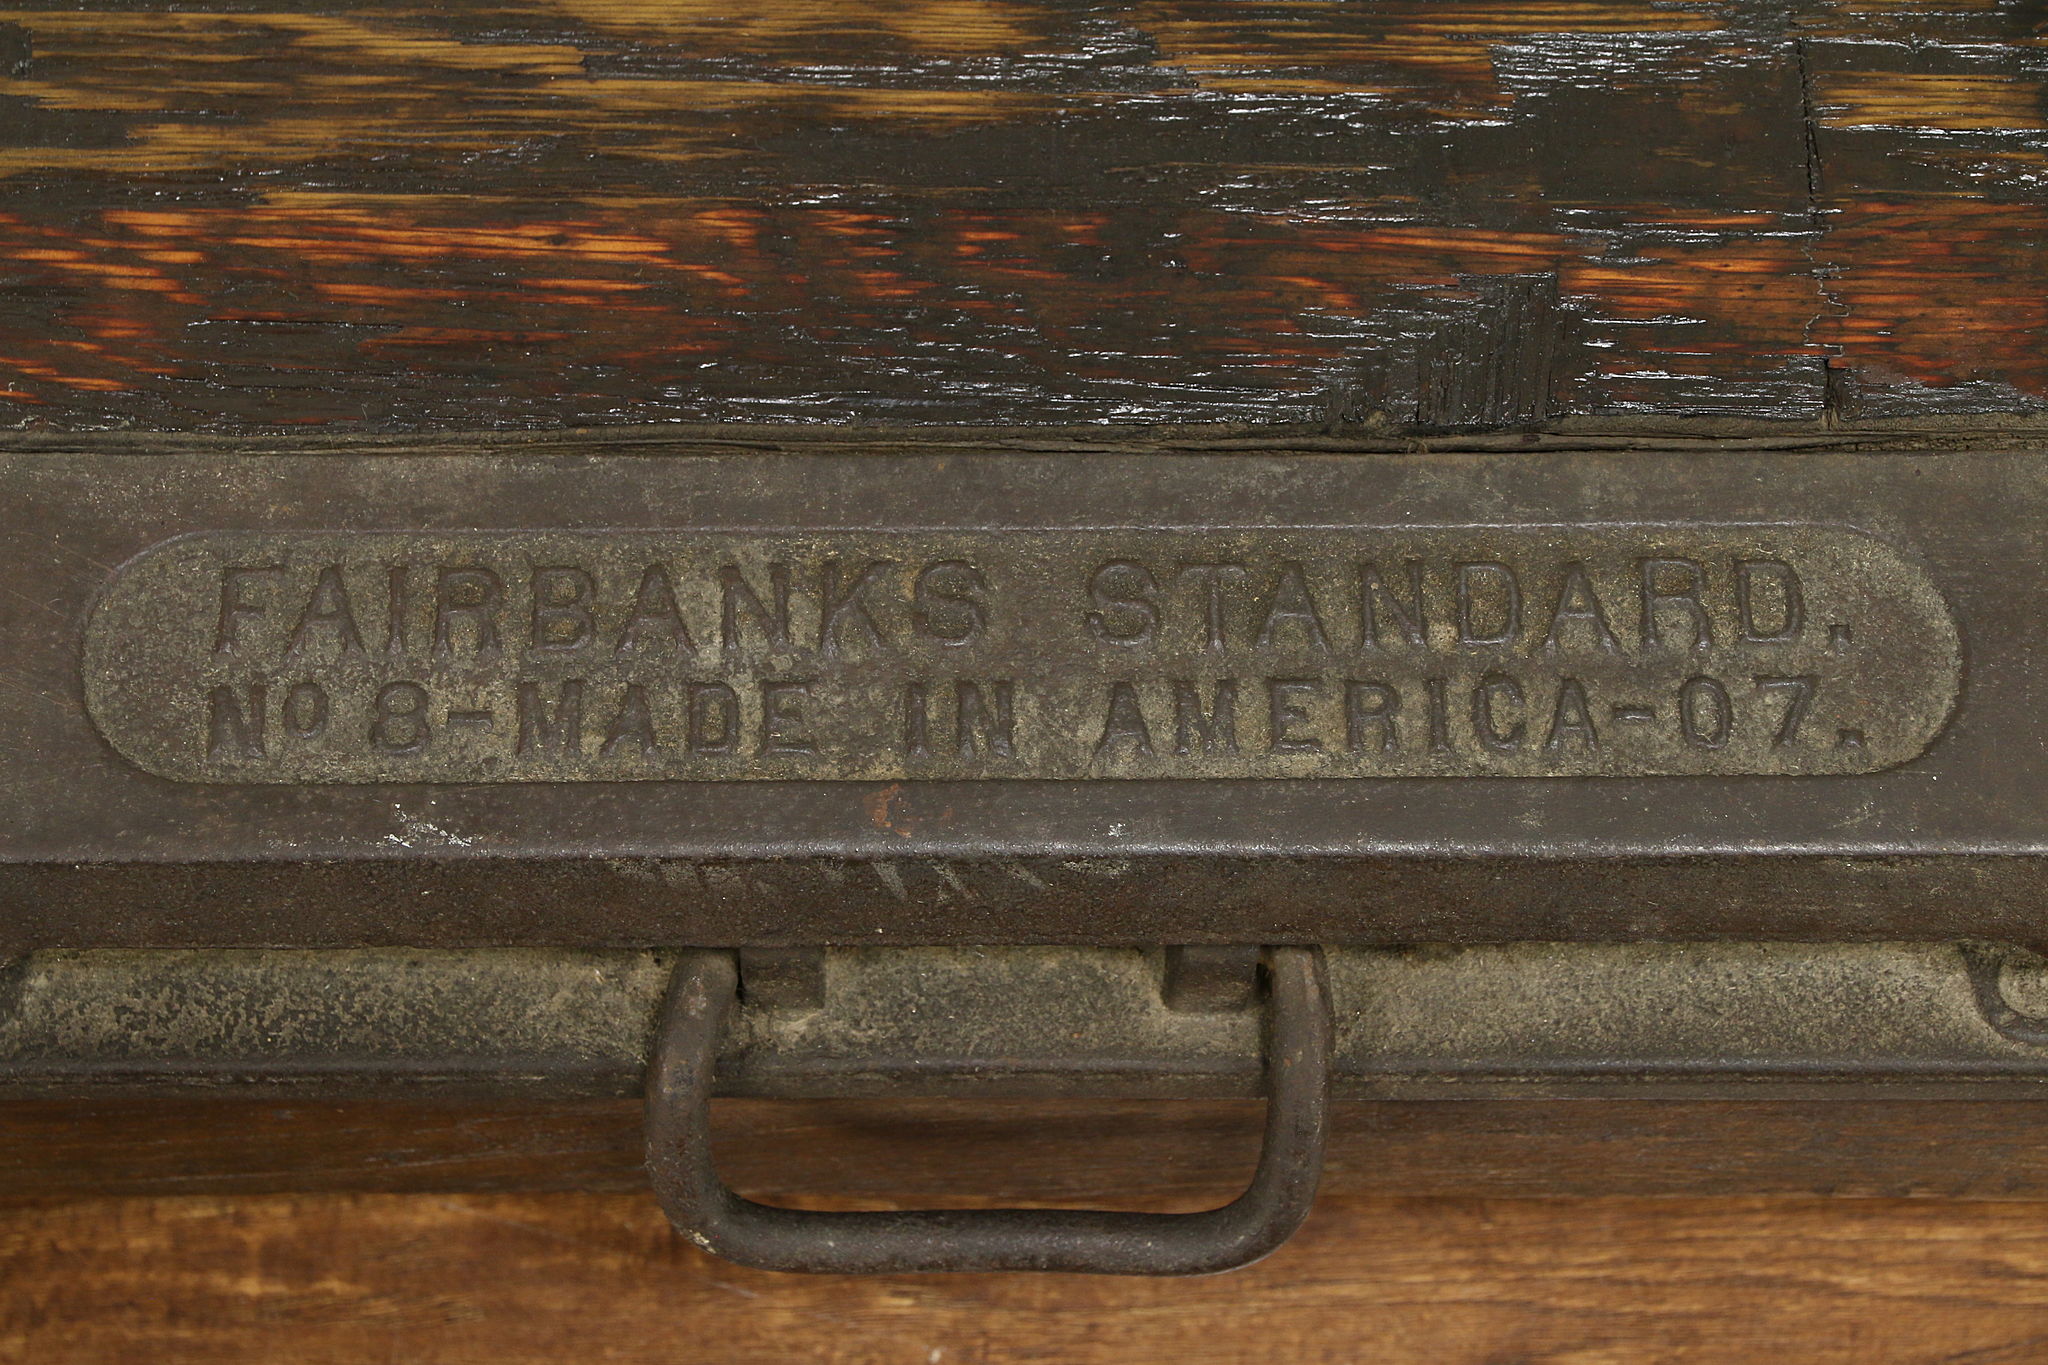 FAIRBANKS STANDARD.
No 8-MADE IN AMERICA-07.